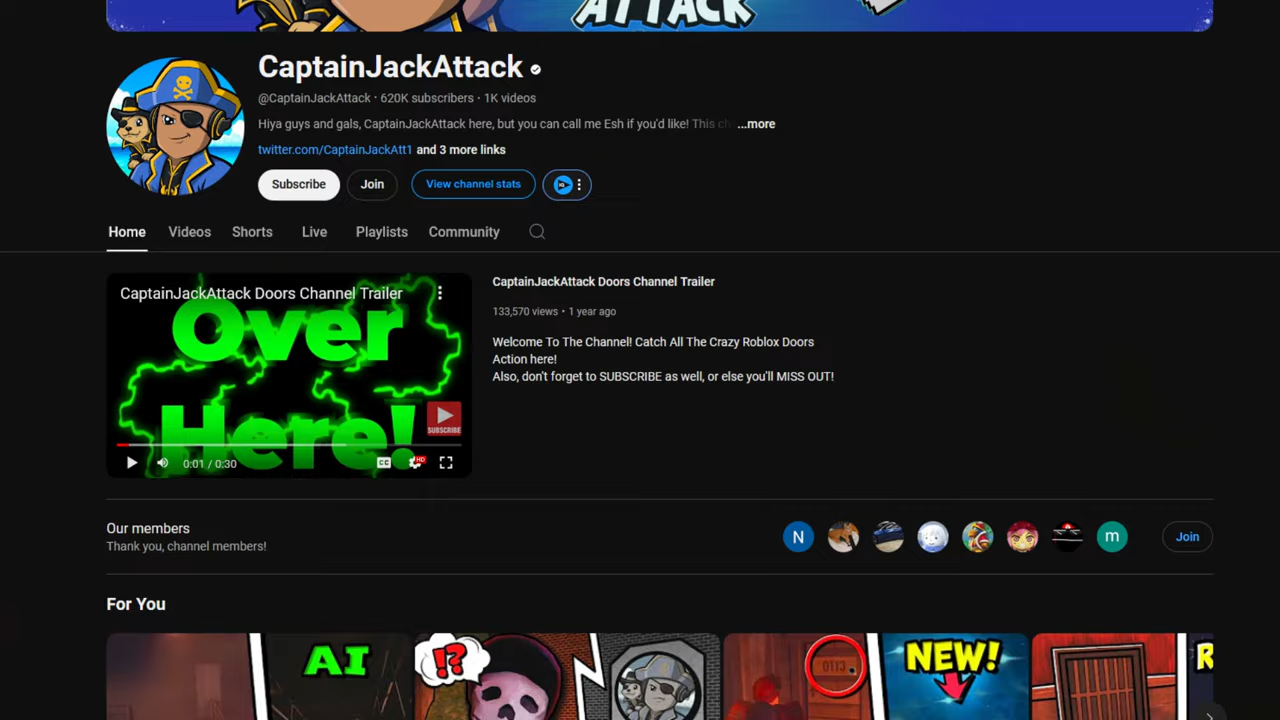 ATTACK
CaptainJackAttack
@CaptainJackAttack · 620K subscribers · 1K videos
Hiya guys and gals, CaptainJackAttack here, but you can call me Esh if you'd like! This ch ...more
twitter.com/CaptainJackAtt1 and 3 more links
Subscribe Join View channel stats
Home Videos Shorts Live Playlists Community
CaptainJackAttack Doors Channel Trailer
Over
Here!
SUBSCRIBE
0:01 / 0:30
CC HD
CaptainJackAttack Doors Channel Trailer
133,570 views · 1 year ago
Welcome To The Channel! Catch All The Crazy Roblox Doors
Action here!
Also, don't forget to SUBSCRIBE as well, or else you'll MISS OUT!
Our members
Thank you, channel members!
N m Join
For You
AI !? 0113 NEW! R